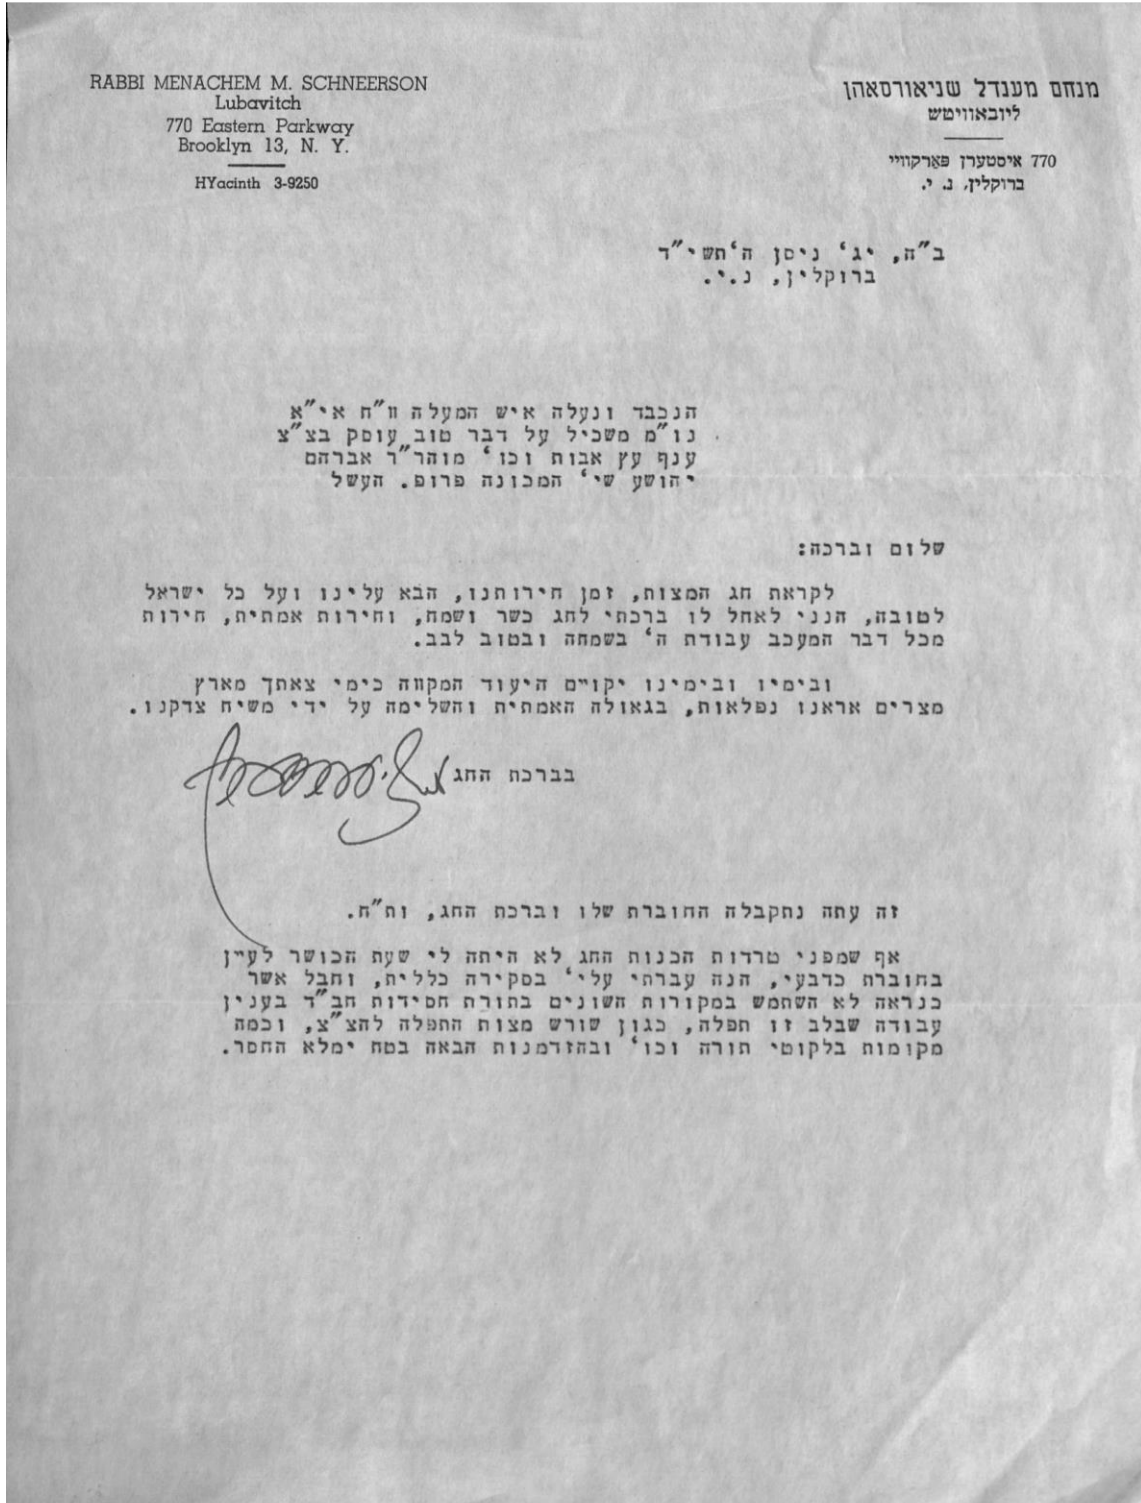 RABBI MENACHEM M. SCHNEERSON
Lubavitch
770 Eastern Parkway
Brooklyn 13, N. Y.
HYacinth 3-9250
מנחם מענדל שניאורסאהן
ליובאוויטש
770 איסטערן פּאַרקוויי
ברוקלין, נ. י.
ב"ה, יג' ניסן ה'תשי"ד
ברוקלין, נ.י.
הנכבד ונעלה איש המעלה וו"ח אי"א
נו"מ משכיל על דבר טוב עוסק בצ"צ
ענף עץ אבות וכו' מוהר"ר אברהם
יהושע שי' המכונה פרופ. העשל
שלום וברכה:
לקראת חג המצות, זמן חירותנו, הבא עלינו ועל כל ישראל
לטובה, הנני לאחל לו ברכתי לחג כשר ושמח, וחירות אמתית, חירות
מכל דבר המעכב עבודת ה' בשמחה ובטוב לבב.
ובימיו ובימינו יקויים היעוד המקווה כימי צאתך מארץ
מצרים אראנו נפלאות, בגאולה האמתית והשלימה על ידי משיח צדקנו.
בברכת החג
זה עתה נתקבלה החוברת שלו וברכת החג, ות"ח.
אף שמפני טרדות הכנות החג לא היתה לי שעת הכושר לעיין
בחוברת כדבעי, הנה עברתי עלי' בסקירה כללית, וחבל אשר
כנראה לא השתמש במקורות השונים בתורת חסידות חב"ד בענין
עבודה שבלב זו תפלה, כגון שורש מצות התפלה להצ"צ, וכמה
מקומות בלקוטי תורה וכו' ובהזדמנות הבאה בטח ימלא החסר.